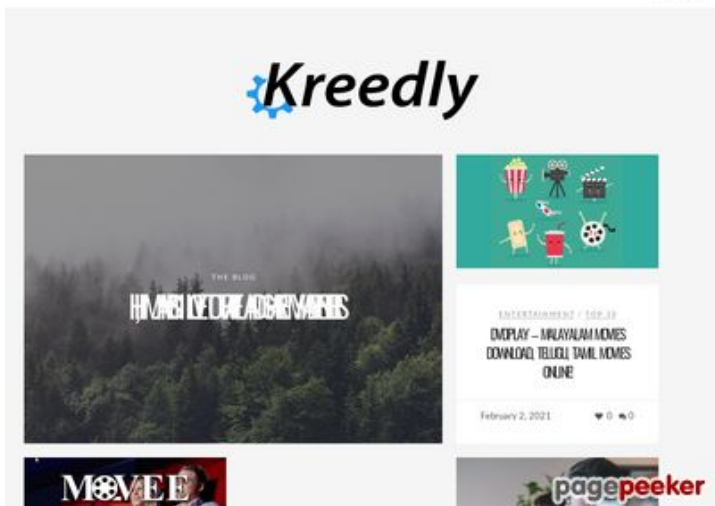 Kreedly
THE BLOG
ENTERTAINMENT / TOP 10
DVDPLAY – MALAYALAM MOVIES
DOWNLOAD, TELUGU, TAMIL MOVIES
ONLINE
February 2, 2021
0 0
MOVEE
pagepeeker